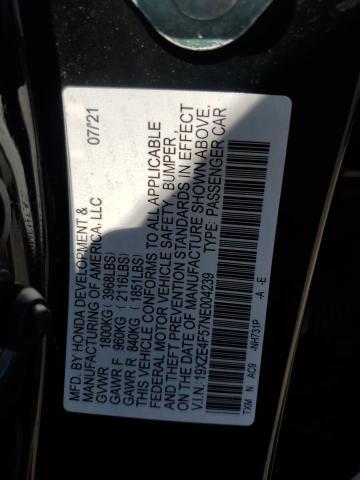 MFD. BY HONDA DEVELOPMENT & 07/'21
MANUFACTURING OF AMERICA, LLC
GVWR 1800KG( 3968LBS)
GAWR F 960KG ( 2116LBS)
GAWR R 840KG ( 1851LBS)
THIS VEHICLE CONFORMS TO ALL APPLICABLE
FEDERAL MOTOR VEHICLE SAFETY, BUMPER,
AND THEFT PREVENTION STANDARDS IN EFFECT
ON THE DATE OF MANUFACTURE SHOWN ABOVE.
V.I.N.: 19XZE4F57NE004239 TYPE: PASSENGER CAR
TXM N AC9 -NH731P -A -E